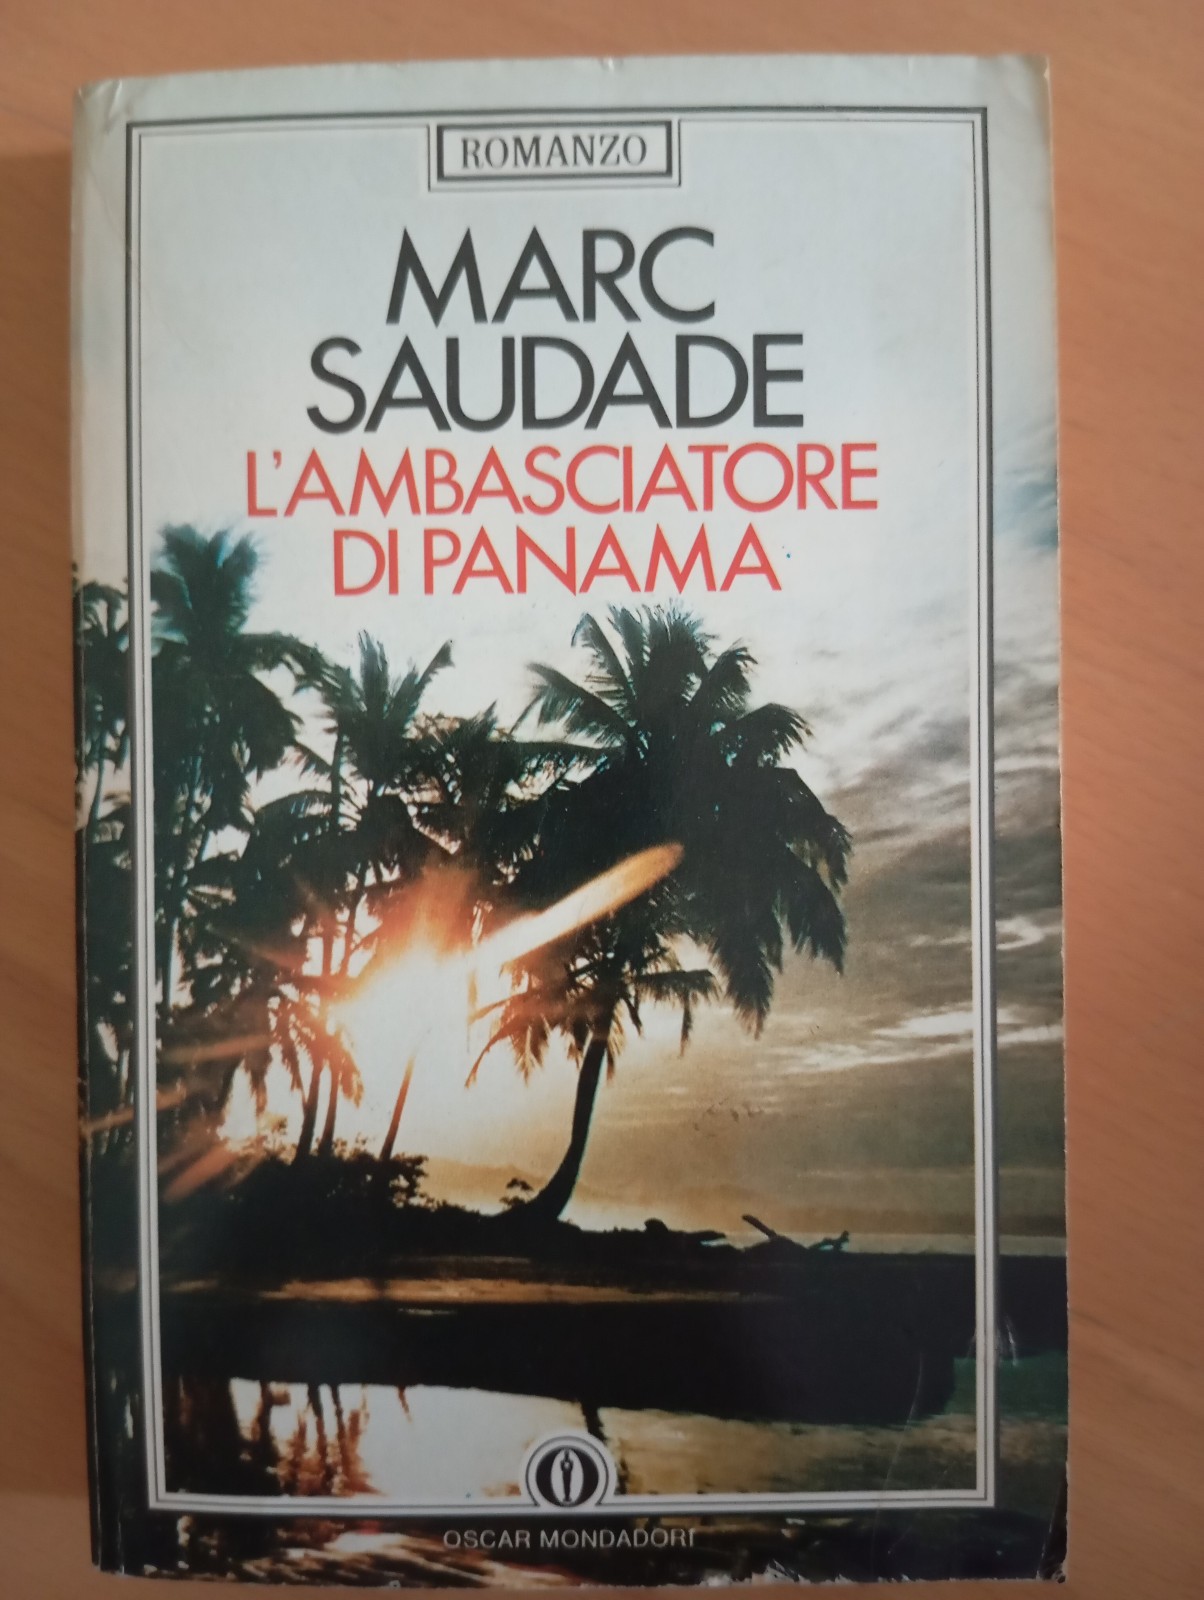 ROMANZO
MARC
SAUDADE
L'AMBASCIATORE
DI PANAMA
OSCAR MONDADORI